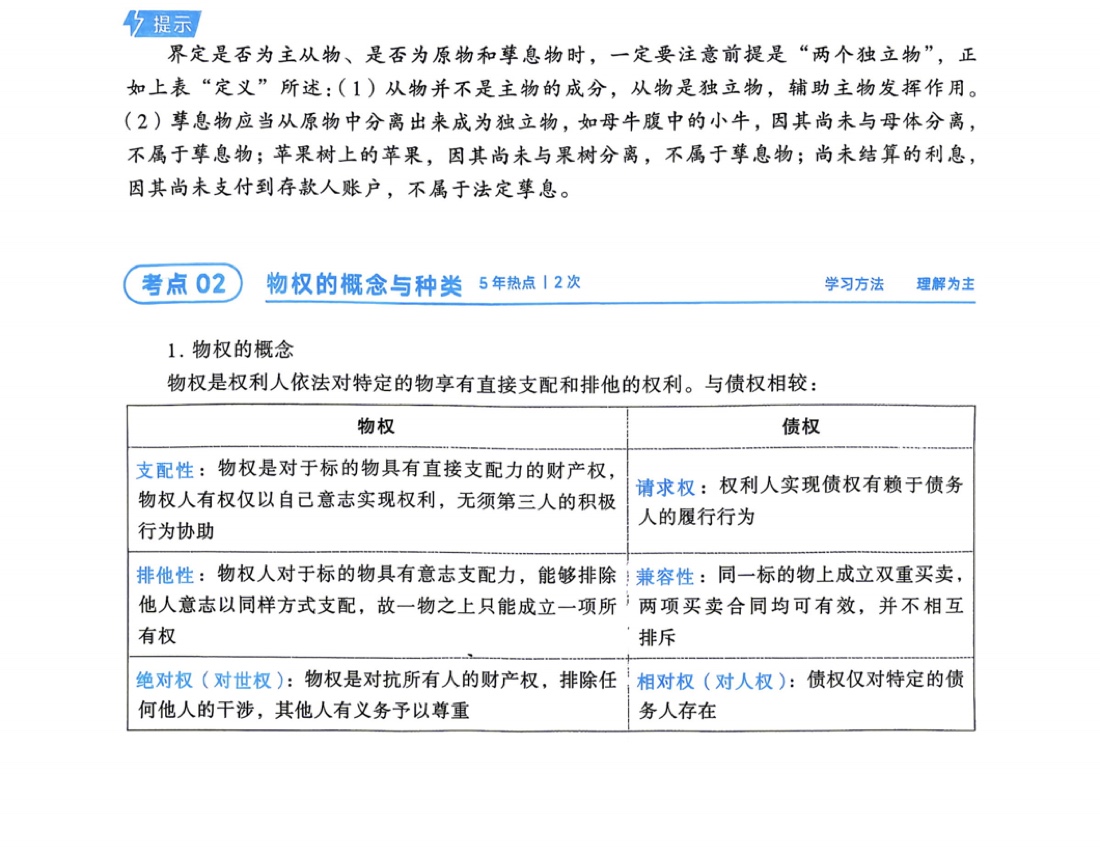 提示
界定是否为主从物、是否为原物和孳息物时，一定要注意前提是“两个独立物”，正
如上表“定义”所述：（1）从物并不是主物的成分，从物是独立物，辅助主物发挥作用。
（2）孳息物应当从原物中分离出来成为独立物，如母牛腹中的小牛，因其尚未与母体分离，
不属于孳息物；苹果树上的苹果，因其尚未与果树分离，不属于孳息物；尚未结算的利息，
因其尚未支付到存款人账户，不属于法定孳息。
考点 02 物权的概念与种类 5年热点|2次 学习方法 理解为主
1. 物权的概念
物权是权利人依法对特定的物享有直接支配和排他的权利。与债权相较：
物权 债权
支配性：物权是对于标的物具有直接支配力的财产权，
物权人有权仅以自己意志实现权利，无须第三人的积极
行为协助
请求权：权利人实现债权有赖于债务
人的履行行为
排他性：物权人对于标的物具有意志支配力，能够排除
他人意志以同样方式支配，故一物之上只能成立一项所
有权
兼容性：同一标的物上成立双重买卖，
两项买卖合同均可有效，并不相互
排斥
绝对权（对世权）：物权是对抗所有人的财产权，排除任
何他人的干涉，其他人有义务予以尊重
相对权（对人权）：债权仅对特定的债
务人存在